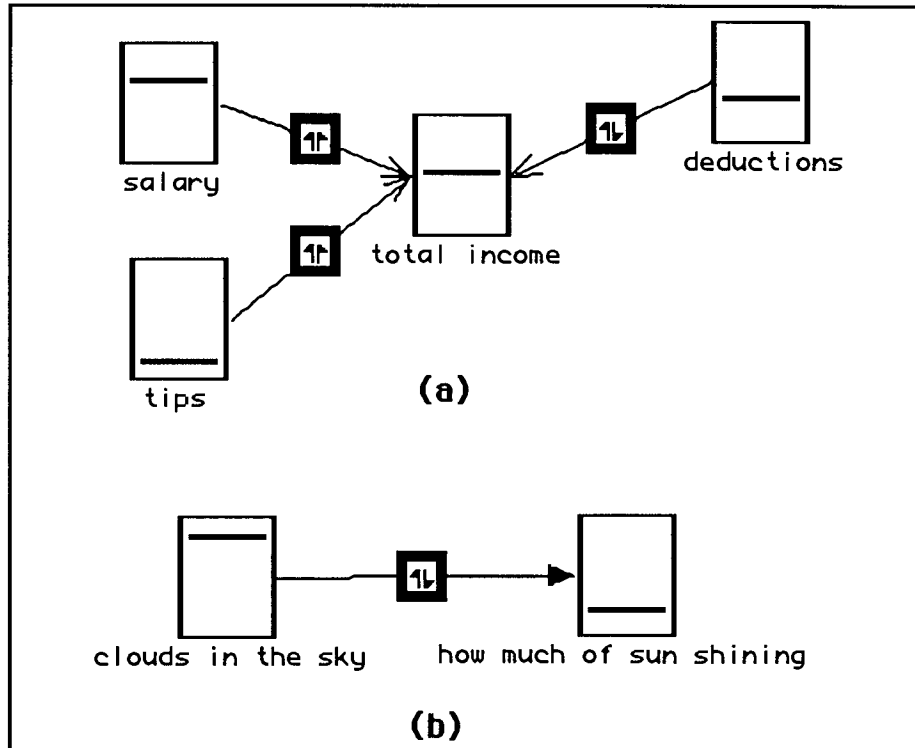 salary
deductions
total income
tips
(a)
clouds in the sky
how much of sun shining
(b)